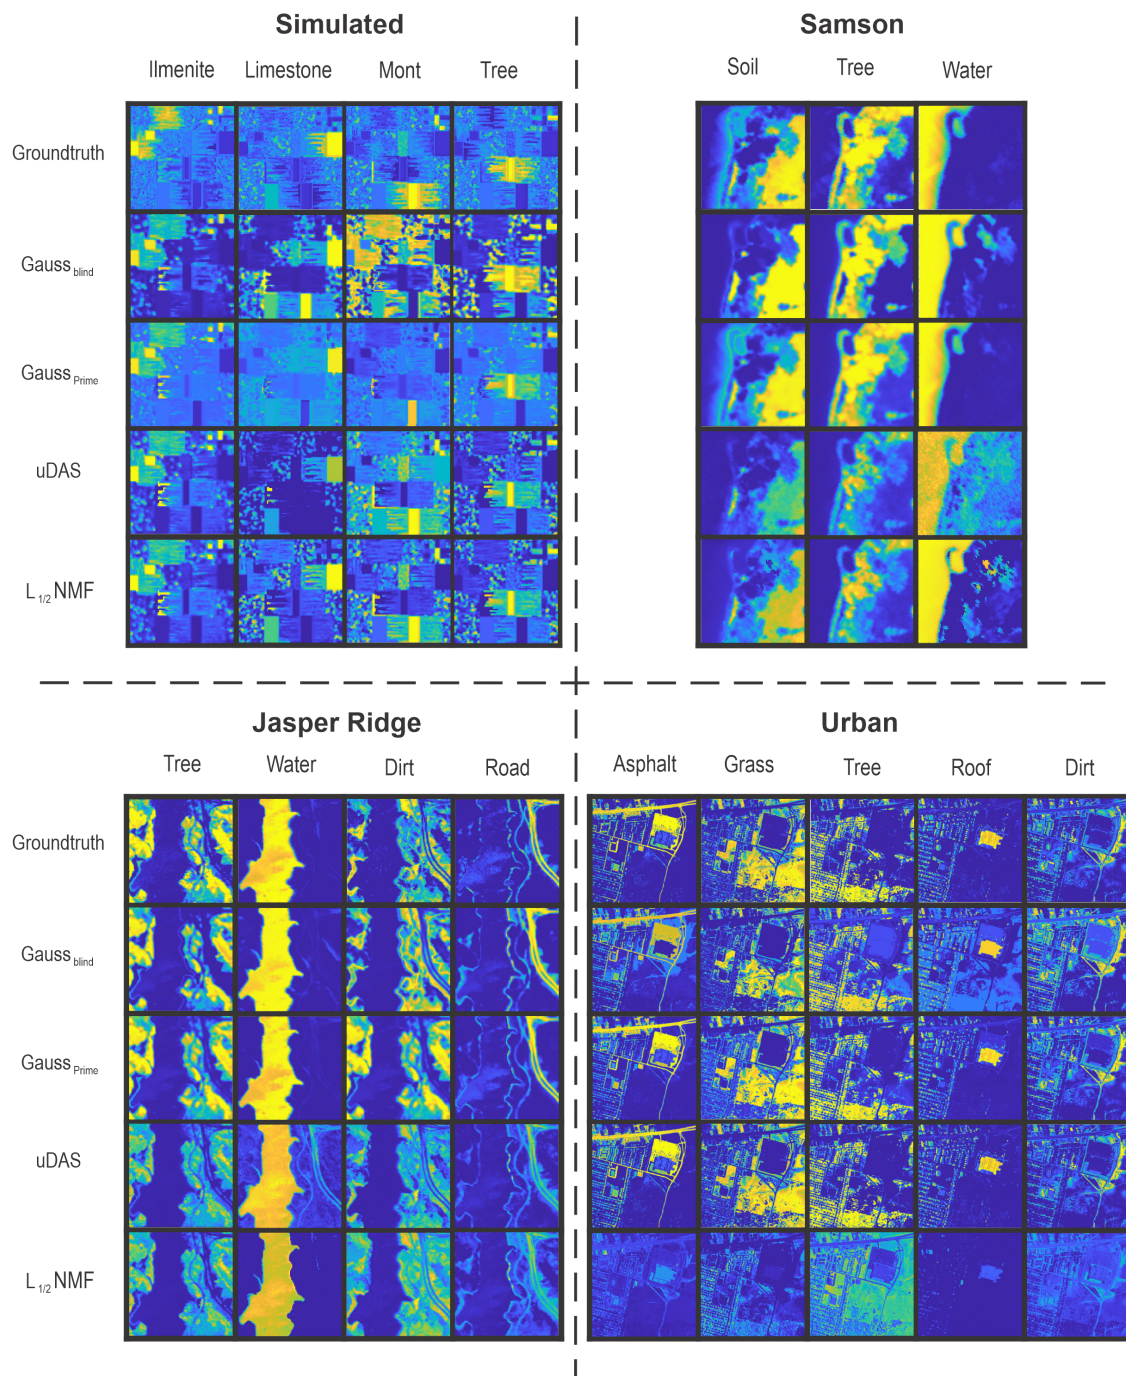 Simulated
Samson
Ilmenite Limestone Mont Tree
Soil Tree Water
Groundtruth
Gauss blind
Gauss Prime
uDAS
L 1/2 NMF
Jasper Ridge
Urban
Tree Water Dirt Road
Asphalt Grass Tree Roof Dirt
Groundtruth
Gauss blind
Gauss Prime
uDAS
L 1/2 NMF